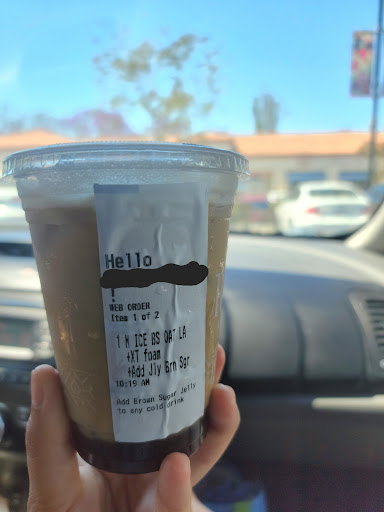 Hello
!
WEB ORDER
Item 1 of 2
1 M ICE BS OAT LA
+XT foam
+Add Jly Brn Sgr
10:19 AM
Add Brown Sugar Jelly
to any cold drink